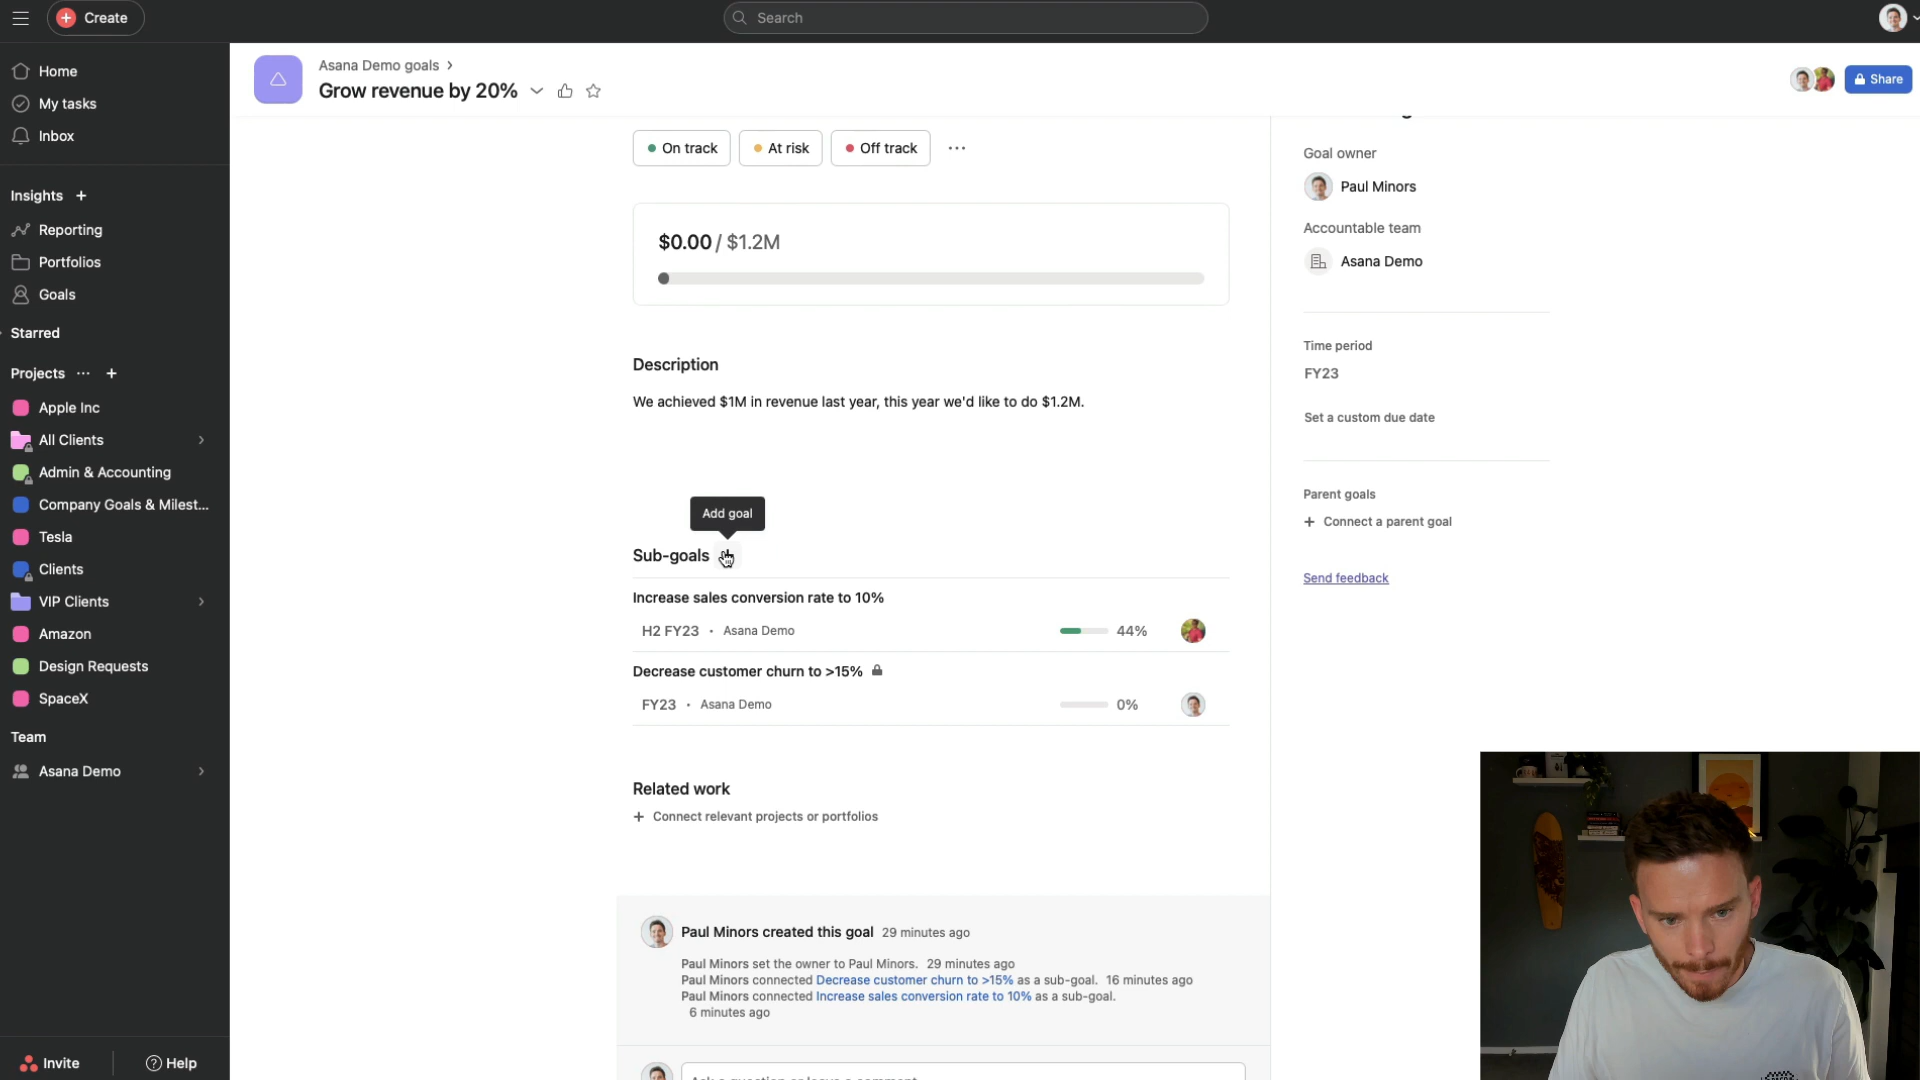 Create
Search
Home
My tasks
Inbox
Insights +
Reporting
Portfolios
Goals
Starred
Projects ... +
Apple Inc
All Clients
Admin & Accounting
Company Goals & Milest...
Tesla
Clients
VIP Clients
Amazon
Design Requests
SpaceX
Team
Asana Demo
Invite
Help
Asana Demo goals
Grow revenue by 20%
Share
On track
At risk
Off track
...
$0.00 / $1.2M
Description
We achieved $1M in revenue last year, this year we'd like to do $1.2M.
Add goal
Sub-goals
Increase sales conversion rate to 10%
H2 FY23 • Asana Demo 44%
Decrease customer churn to >15%
FY23 • Asana Demo 0%
Related work
+ Connect relevant projects or portfolios
Paul Minors created this goal 29 minutes ago
Paul Minors set the owner to Paul Minors. 29 minutes ago
Paul Minors connected Decrease customer churn to >15% as a sub-goal. 16 minutes ago
Paul Minors connected Increase sales conversion rate to 10% as a sub-goal.
6 minutes ago
Goal owner
Paul Minors
Accountable team
Asana Demo
Time period
FY23
Set a custom due date
Parent goals
+ Connect a parent goal
Send feedback